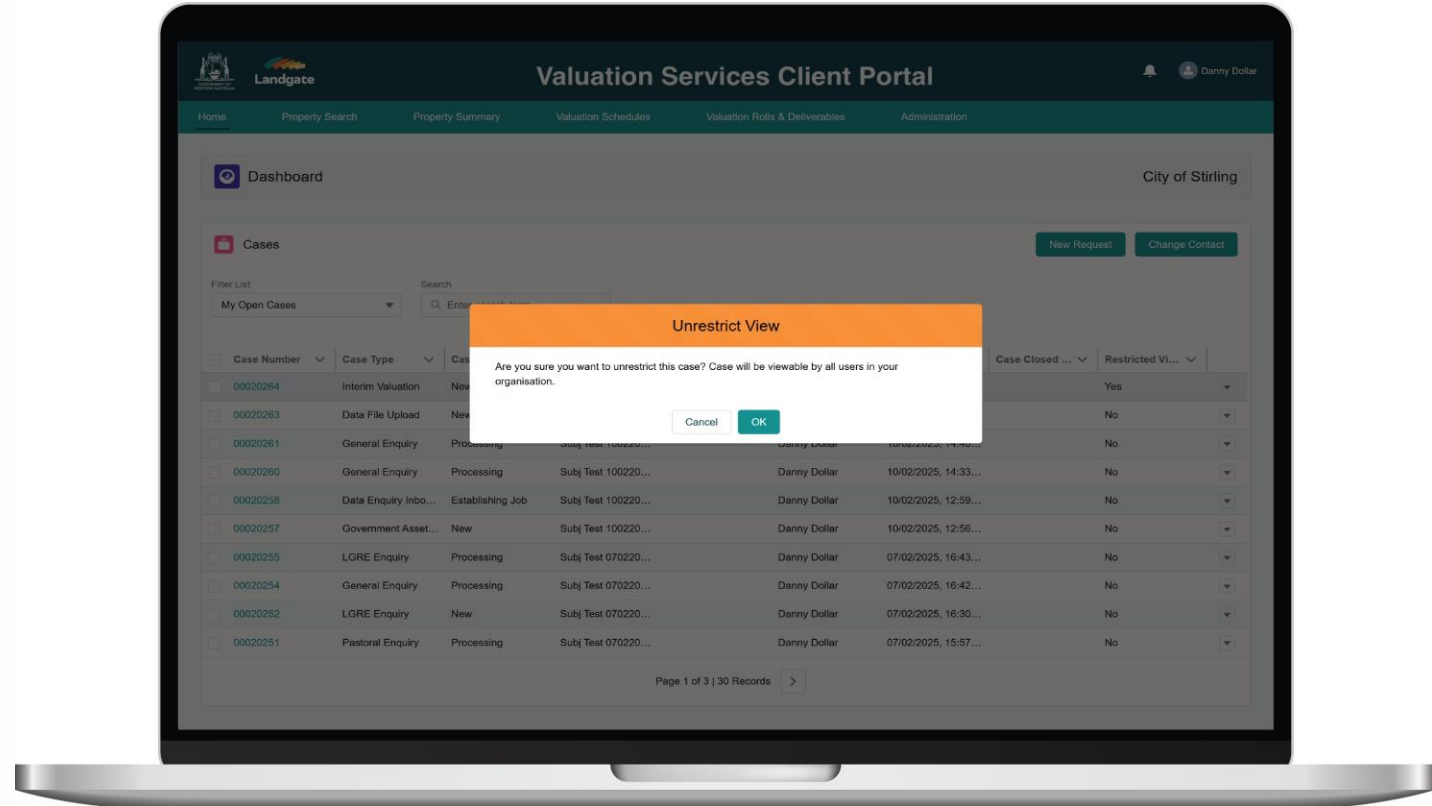 GOVERNMENT OF
WESTERN AUSTRALIA
Landgate
Valuation Services Client Portal
Danny Dollar
Home Property Search Property Summary Valuation Schedules Valuation Rolls & Deliverables Administration
Dashboard
City of Stirling
Cases
New Request Change Contact
Filter List Search
My Open Cases
Unrestrict View
Are you sure you want to unrestrict this case? Case will be viewable by all users in your
organisation.
Cancel OK
Case Number Case Type Cas Case Closed ... Restricted Vi...
00020264 Interim Valuation New Yes
00020263 Data File Upload New No
00020261 General Enquiry Processing Subj Test 100220... Danny Dollar No
00020260 General Enquiry Processing Subj Test 100220... Danny Dollar 10/02/2025, 14:33... No
00020258 Data Enquiry Inbo... Establishing Job Subj Test 100220... Danny Dollar 10/02/2025, 12:59... No
00020257 Government Asset... New Subj Test 100220... Danny Dollar 10/02/2025, 12:56... No
00020255 LGRE Enquiry Processing Subj Test 070220... Danny Dollar 07/02/2025, 16:43... No
00020254 General Enquiry Processing Subj Test 070220... Danny Dollar 07/02/2025, 16:42... No
00020252 LGRE Enquiry New Subj Test 070220... Danny Dollar 07/02/2025, 16:30... No
00020251 Pastoral Enquiry Processing Subj Test 070220... Danny Dollar 07/02/2025, 15:57... No
Page 1 of 3 | 30 Records